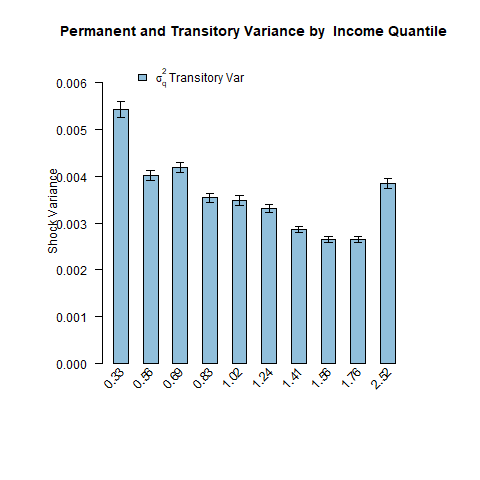 Permanent and Transitory Variance by  Income Quantile
σ²q Transitory Var
Shock Variance
0.006
0.005
0.004
0.003
0.002
0.001
0.000
0.33 0.56 0.69 0.83 1.02 1.24 1.41 1.56 1.76 2.52